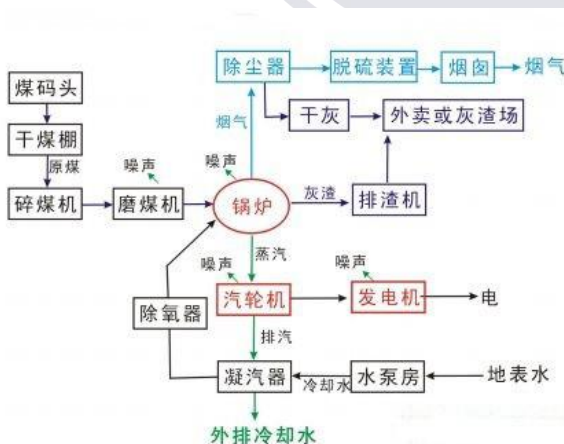 除尘器
脱硫装置
烟囱
烟气
煤码头
烟气
干灰
外卖或灰渣场
干煤棚
噪声
噪声
原煤
碎煤机
磨煤机
锅炉
灰渣
排渣机
蒸汽
噪声
噪声
汽轮机
发电机
电
除氧器
排汽
凝汽器
冷却水
水泵房
地表水
外排冷却水